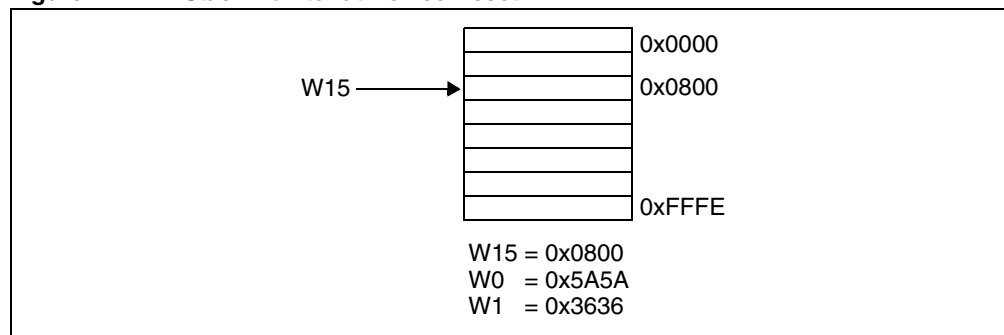 0x0000
W15
0x0800
0xFFFE
W15 = 0x0800
W0 = 0x5A5A
W1 = 0x3636